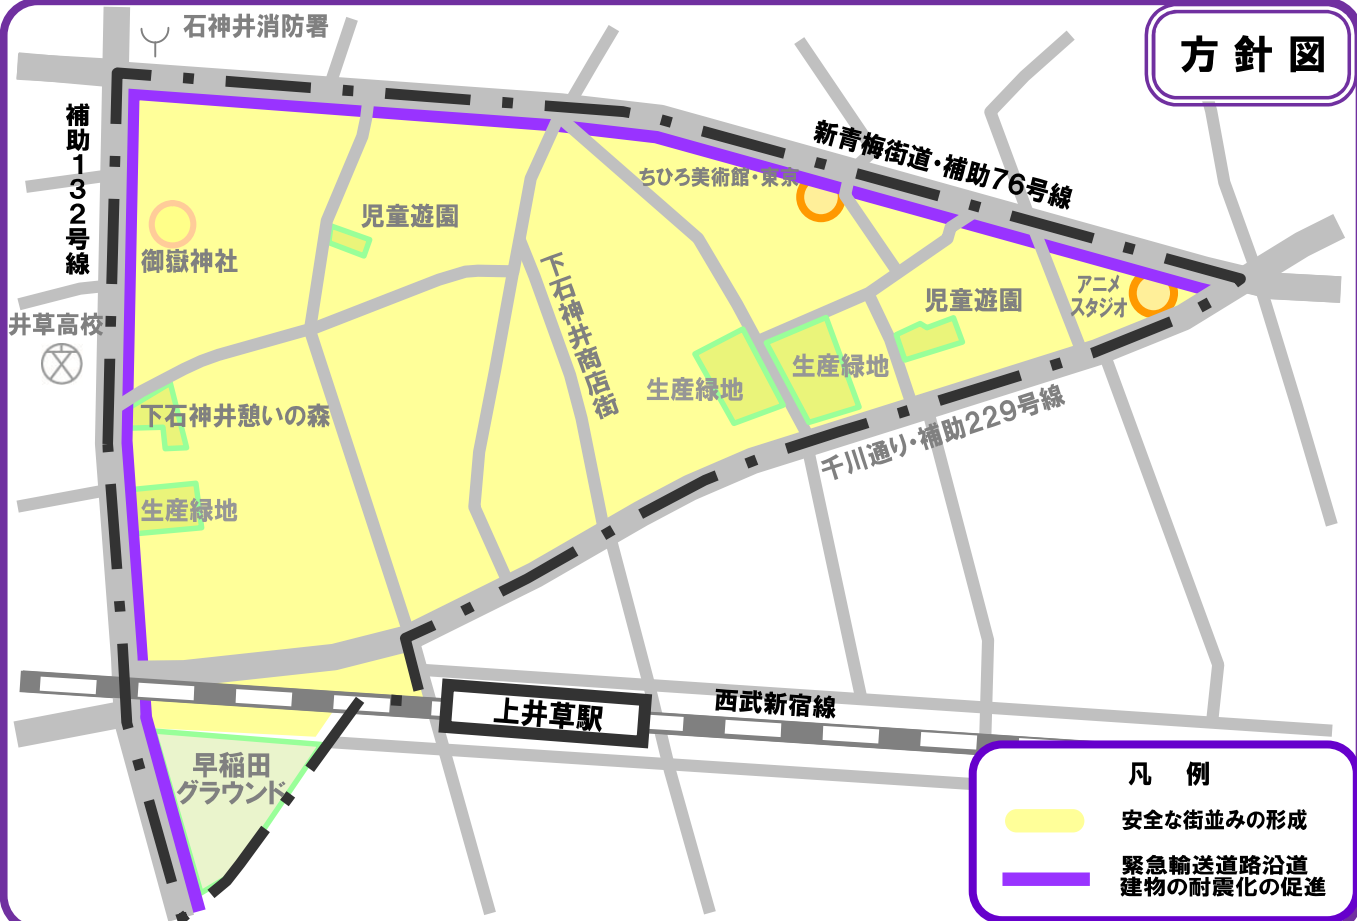 石神井消防署
方針図
補助132号線
新青梅街道・補助76号線
ちひろ美術館・東京
児童遊園
御嶽神社
下石神井商店街
アニメ
スタジオ
児童遊園
井草高校
生産緑地
生産緑地
下石神井憩いの森
千川通り・補助229号線
生産緑地
上井草駅
西武新宿線
早稲田
グラウンド
凡 例
安全な街並みの形成
緊急輸送道路沿道
建物の耐震化の促進